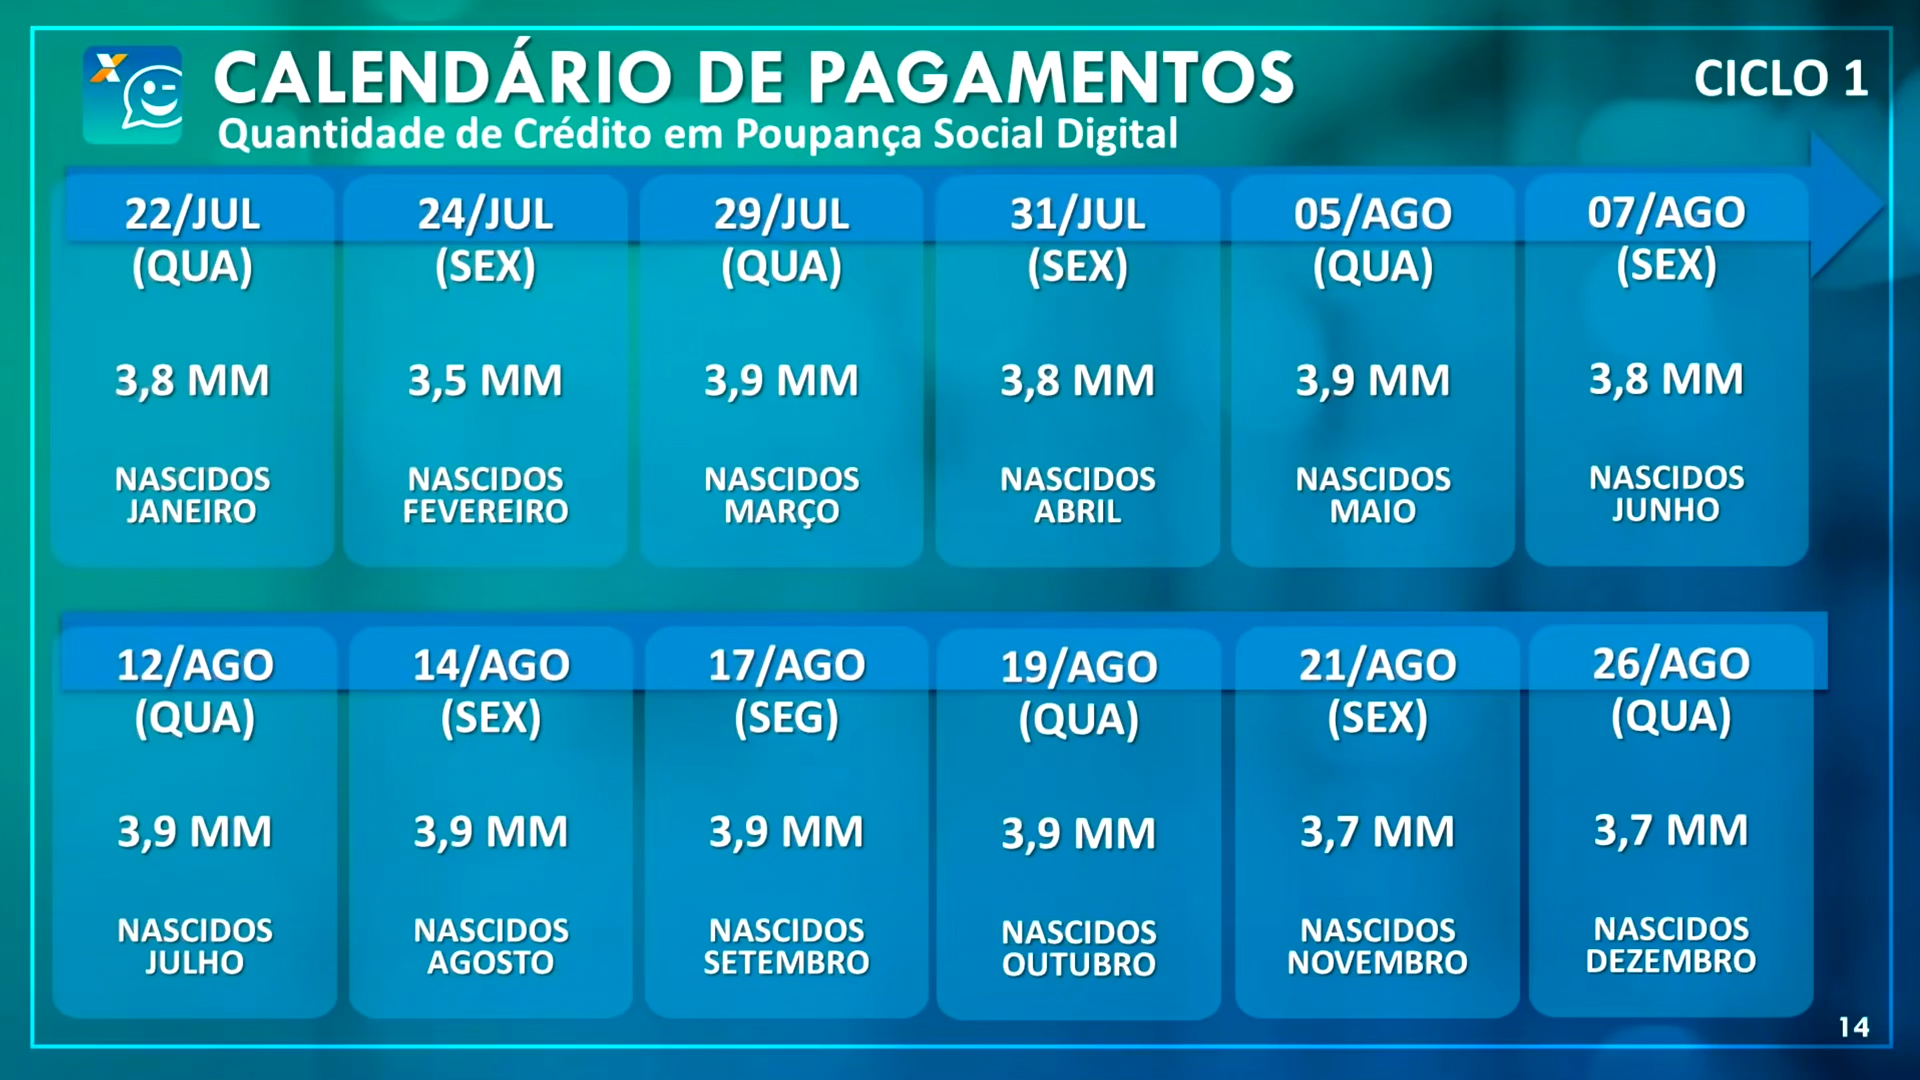 CALENDÁRIO DE PAGAMENTOS
Quantidade de Crédito em Poupança Social Digital
CICLO 1
22/JUL
(QUA)
3,8 MM
NASCIDOS
JANEIRO
24/JUL
(SEX)
3,5 MM
NASCIDOS
FEVEREIRO
29/JUL
(QUA)
3,9 MM
NASCIDOS
MARÇO
31/JUL
(SEX)
3,8 MM
NASCIDOS
ABRIL
05/AGO
(QUA)
3,9 MM
NASCIDOS
MAIO
07/AGO
(SEX)
3,8 MM
NASCIDOS
JUNHO
12/AGO
(QUA)
3,9 MM
NASCIDOS
JULHO
14/AGO
(SEX)
3,9 MM
NASCIDOS
AGOSTO
17/AGO
(SEG)
3,9 MM
NASCIDOS
SETEMBRO
19/AGO
(QUA)
3,9 MM
NASCIDOS
OUTUBRO
21/AGO
(SEX)
3,7 MM
NASCIDOS
NOVEMBRO
26/AGO
(QUA)
3,7 MM
NASCIDOS
DEZEMBRO
14